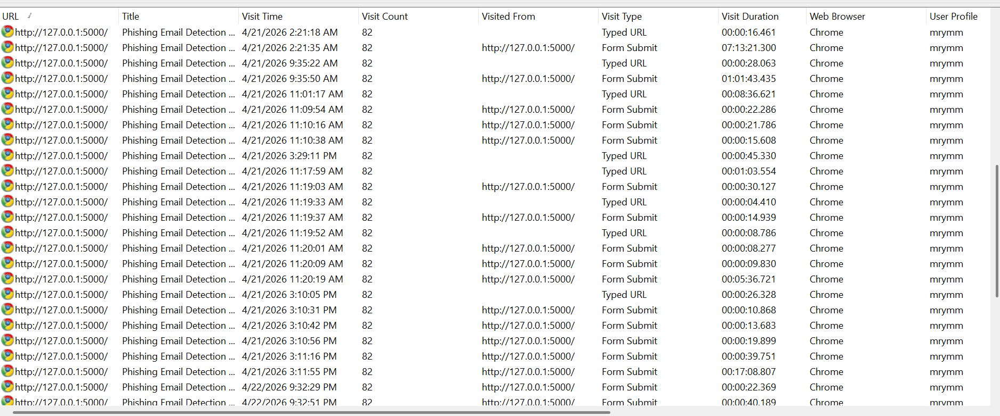 URL Title Visit Time Visit Count Visited From Visit Type Visit Duration Web Browser User Profile
http://127.0.0.1:5000/ Phishing Email Detection ... 4/21/2026 2:21:18 AM 82 Typed URL 00:00:16.461 Chrome mrymm
http://127.0.0.1:5000/ Phishing Email Detection ... 4/21/2026 2:21:35 AM 82 http://127.0.0.1:5000/ Form Submit 07:13:21.300 Chrome mrymm
http://127.0.0.1:5000/ Phishing Email Detection ... 4/21/2026 9:35:22 AM 82 Typed URL 00:00:28.063 Chrome mrymm
http://127.0.0.1:5000/ Phishing Email Detection ... 4/21/2026 9:35:50 AM 82 http://127.0.0.1:5000/ Form Submit 01:01:43.435 Chrome mrymm
http://127.0.0.1:5000/ Phishing Email Detection ... 4/21/2026 11:01:17 AM 82 Typed URL 00:08:36.621 Chrome mrymm
http://127.0.0.1:5000/ Phishing Email Detection ... 4/21/2026 11:09:54 AM 82 http://127.0.0.1:5000/ Form Submit 00:00:22.286 Chrome mrymm
http://127.0.0.1:5000/ Phishing Email Detection ... 4/21/2026 11:10:16 AM 82 http://127.0.0.1:5000/ Form Submit 00:00:21.786 Chrome mrymm
http://127.0.0.1:5000/ Phishing Email Detection ... 4/21/2026 11:10:38 AM 82 http://127.0.0.1:5000/ Form Submit 00:00:15.608 Chrome mrymm
http://127.0.0.1:5000/ Phishing Email Detection ... 4/21/2026 3:29:11 PM 82 Typed URL 00:00:45.330 Chrome mrymm
http://127.0.0.1:5000/ Phishing Email Detection ... 4/21/2026 11:17:59 AM 82 Typed URL 00:01:03.554 Chrome mrymm
http://127.0.0.1:5000/ Phishing Email Detection ... 4/21/2026 11:19:03 AM 82 http://127.0.0.1:5000/ Form Submit 00:00:30.127 Chrome mrymm
http://127.0.0.1:5000/ Phishing Email Detection ... 4/21/2026 11:19:33 AM 82 Typed URL 00:00:04.410 Chrome mrymm
http://127.0.0.1:5000/ Phishing Email Detection ... 4/21/2026 11:19:37 AM 82 http://127.0.0.1:5000/ Form Submit 00:00:14.939 Chrome mrymm
http://127.0.0.1:5000/ Phishing Email Detection ... 4/21/2026 11:19:52 AM 82 Typed URL 00:00:08.786 Chrome mrymm
http://127.0.0.1:5000/ Phishing Email Detection ... 4/21/2026 11:20:01 AM 82 http://127.0.0.1:5000/ Form Submit 00:00:08.277 Chrome mrymm
http://127.0.0.1:5000/ Phishing Email Detection ... 4/21/2026 11:20:09 AM 82 http://127.0.0.1:5000/ Form Submit 00:00:09.830 Chrome mrymm
http://127.0.0.1:5000/ Phishing Email Detection ... 4/21/2026 11:20:19 AM 82 http://127.0.0.1:5000/ Form Submit 00:05:36.721 Chrome mrymm
http://127.0.0.1:5000/ Phishing Email Detection ... 4/21/2026 3:10:05 PM 82 Typed URL 00:00:26.328 Chrome mrymm
http://127.0.0.1:5000/ Phishing Email Detection ... 4/21/2026 3:10:31 PM 82 http://127.0.0.1:5000/ Form Submit 00:00:10.868 Chrome mrymm
http://127.0.0.1:5000/ Phishing Email Detection ... 4/21/2026 3:10:42 PM 82 http://127.0.0.1:5000/ Form Submit 00:00:13.683 Chrome mrymm
http://127.0.0.1:5000/ Phishing Email Detection ... 4/21/2026 3:10:56 PM 82 http://127.0.0.1:5000/ Form Submit 00:00:19.899 Chrome mrymm
http://127.0.0.1:5000/ Phishing Email Detection ... 4/21/2026 3:11:16 PM 82 http://127.0.0.1:5000/ Form Submit 00:00:39.751 Chrome mrymm
http://127.0.0.1:5000/ Phishing Email Detection ... 4/21/2026 3:11:55 PM 82 http://127.0.0.1:5000/ Form Submit 00:17:08.807 Chrome mrymm
http://127.0.0.1:5000/ Phishing Email Detection ... 4/22/2026 9:32:29 PM 82 http://127.0.0.1:5000/ Form Submit 00:00:22.369 Chrome mrymm
http://127.0.0.1:5000/ Phishing Email Detection ... 4/22/2026 9:32:51 PM 82 http://127.0.0.1:5000/ Form Submit 00:00:40.189 Chrome mrymm